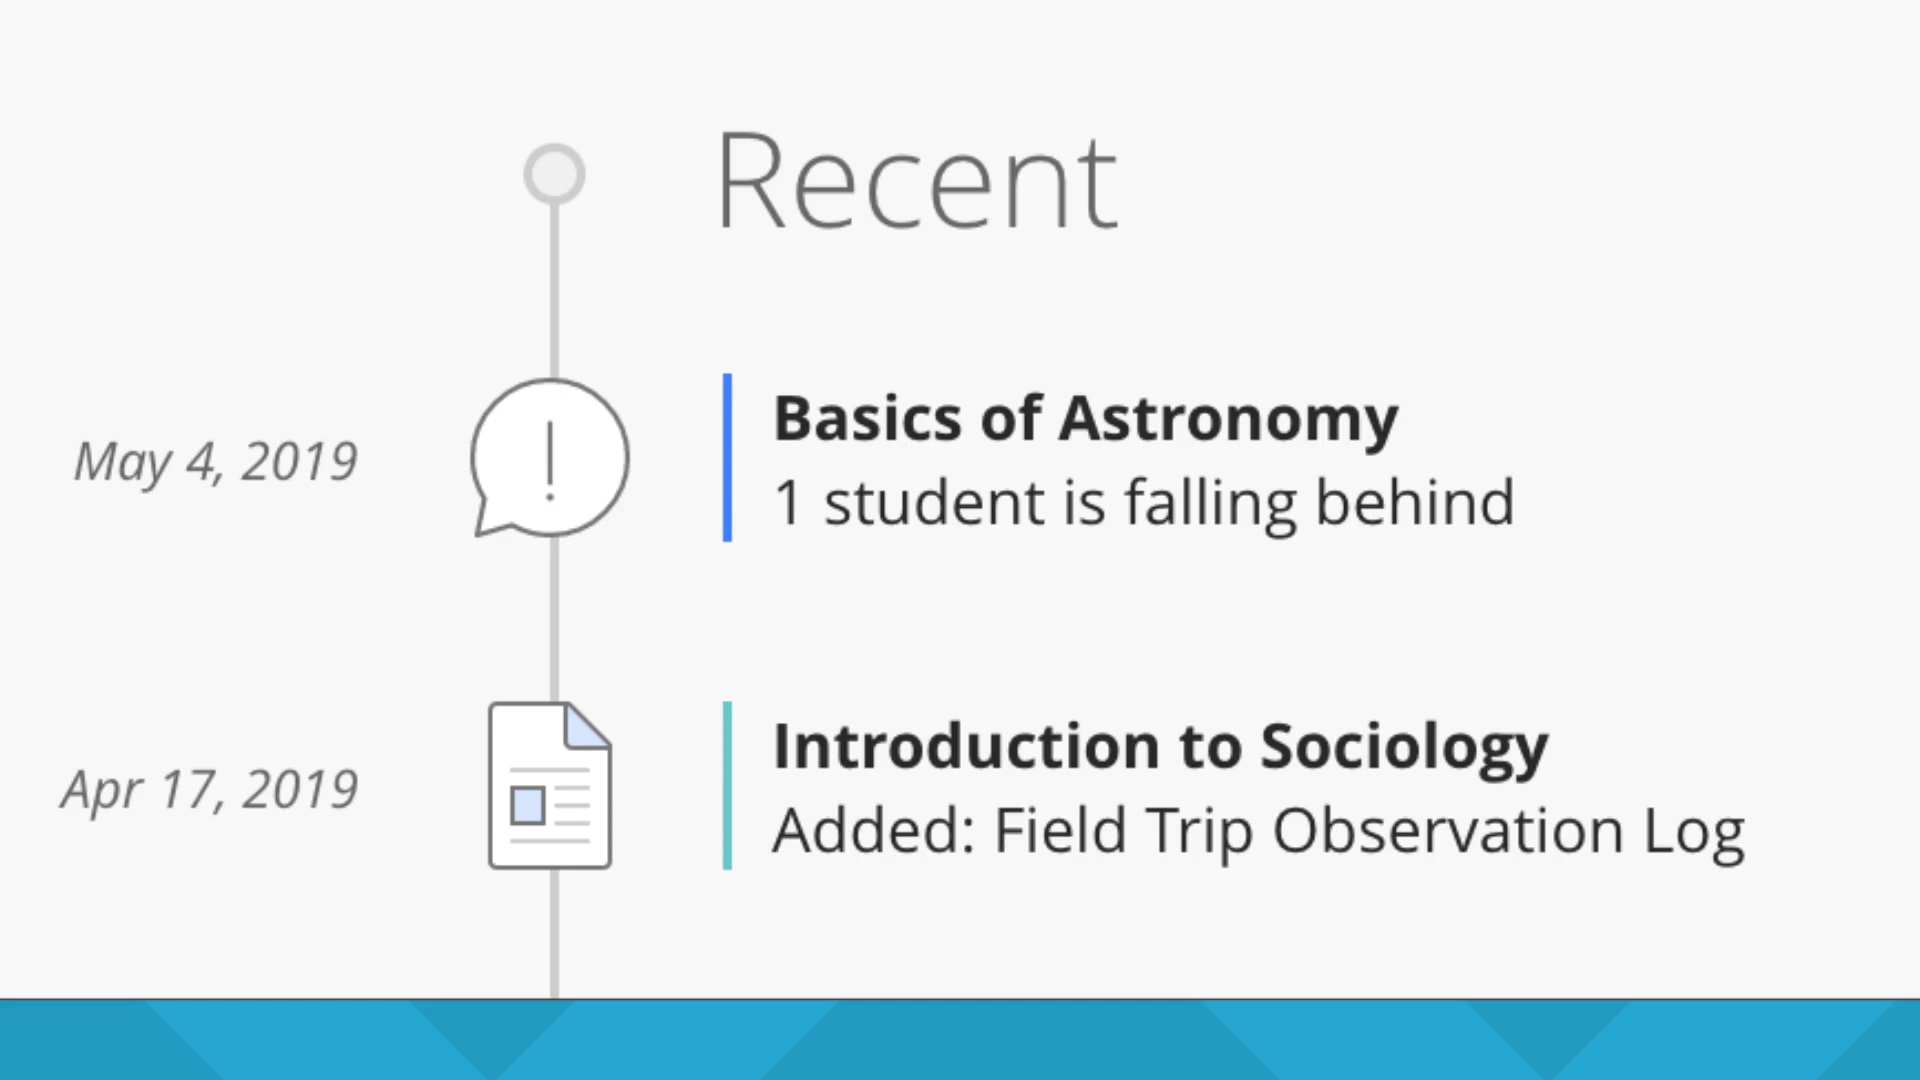 Recent
May 4, 2019
!
Basics of Astronomy
1 student is falling behind
Apr 17, 2019
Introduction to Sociology
Added: Field Trip Observation Log